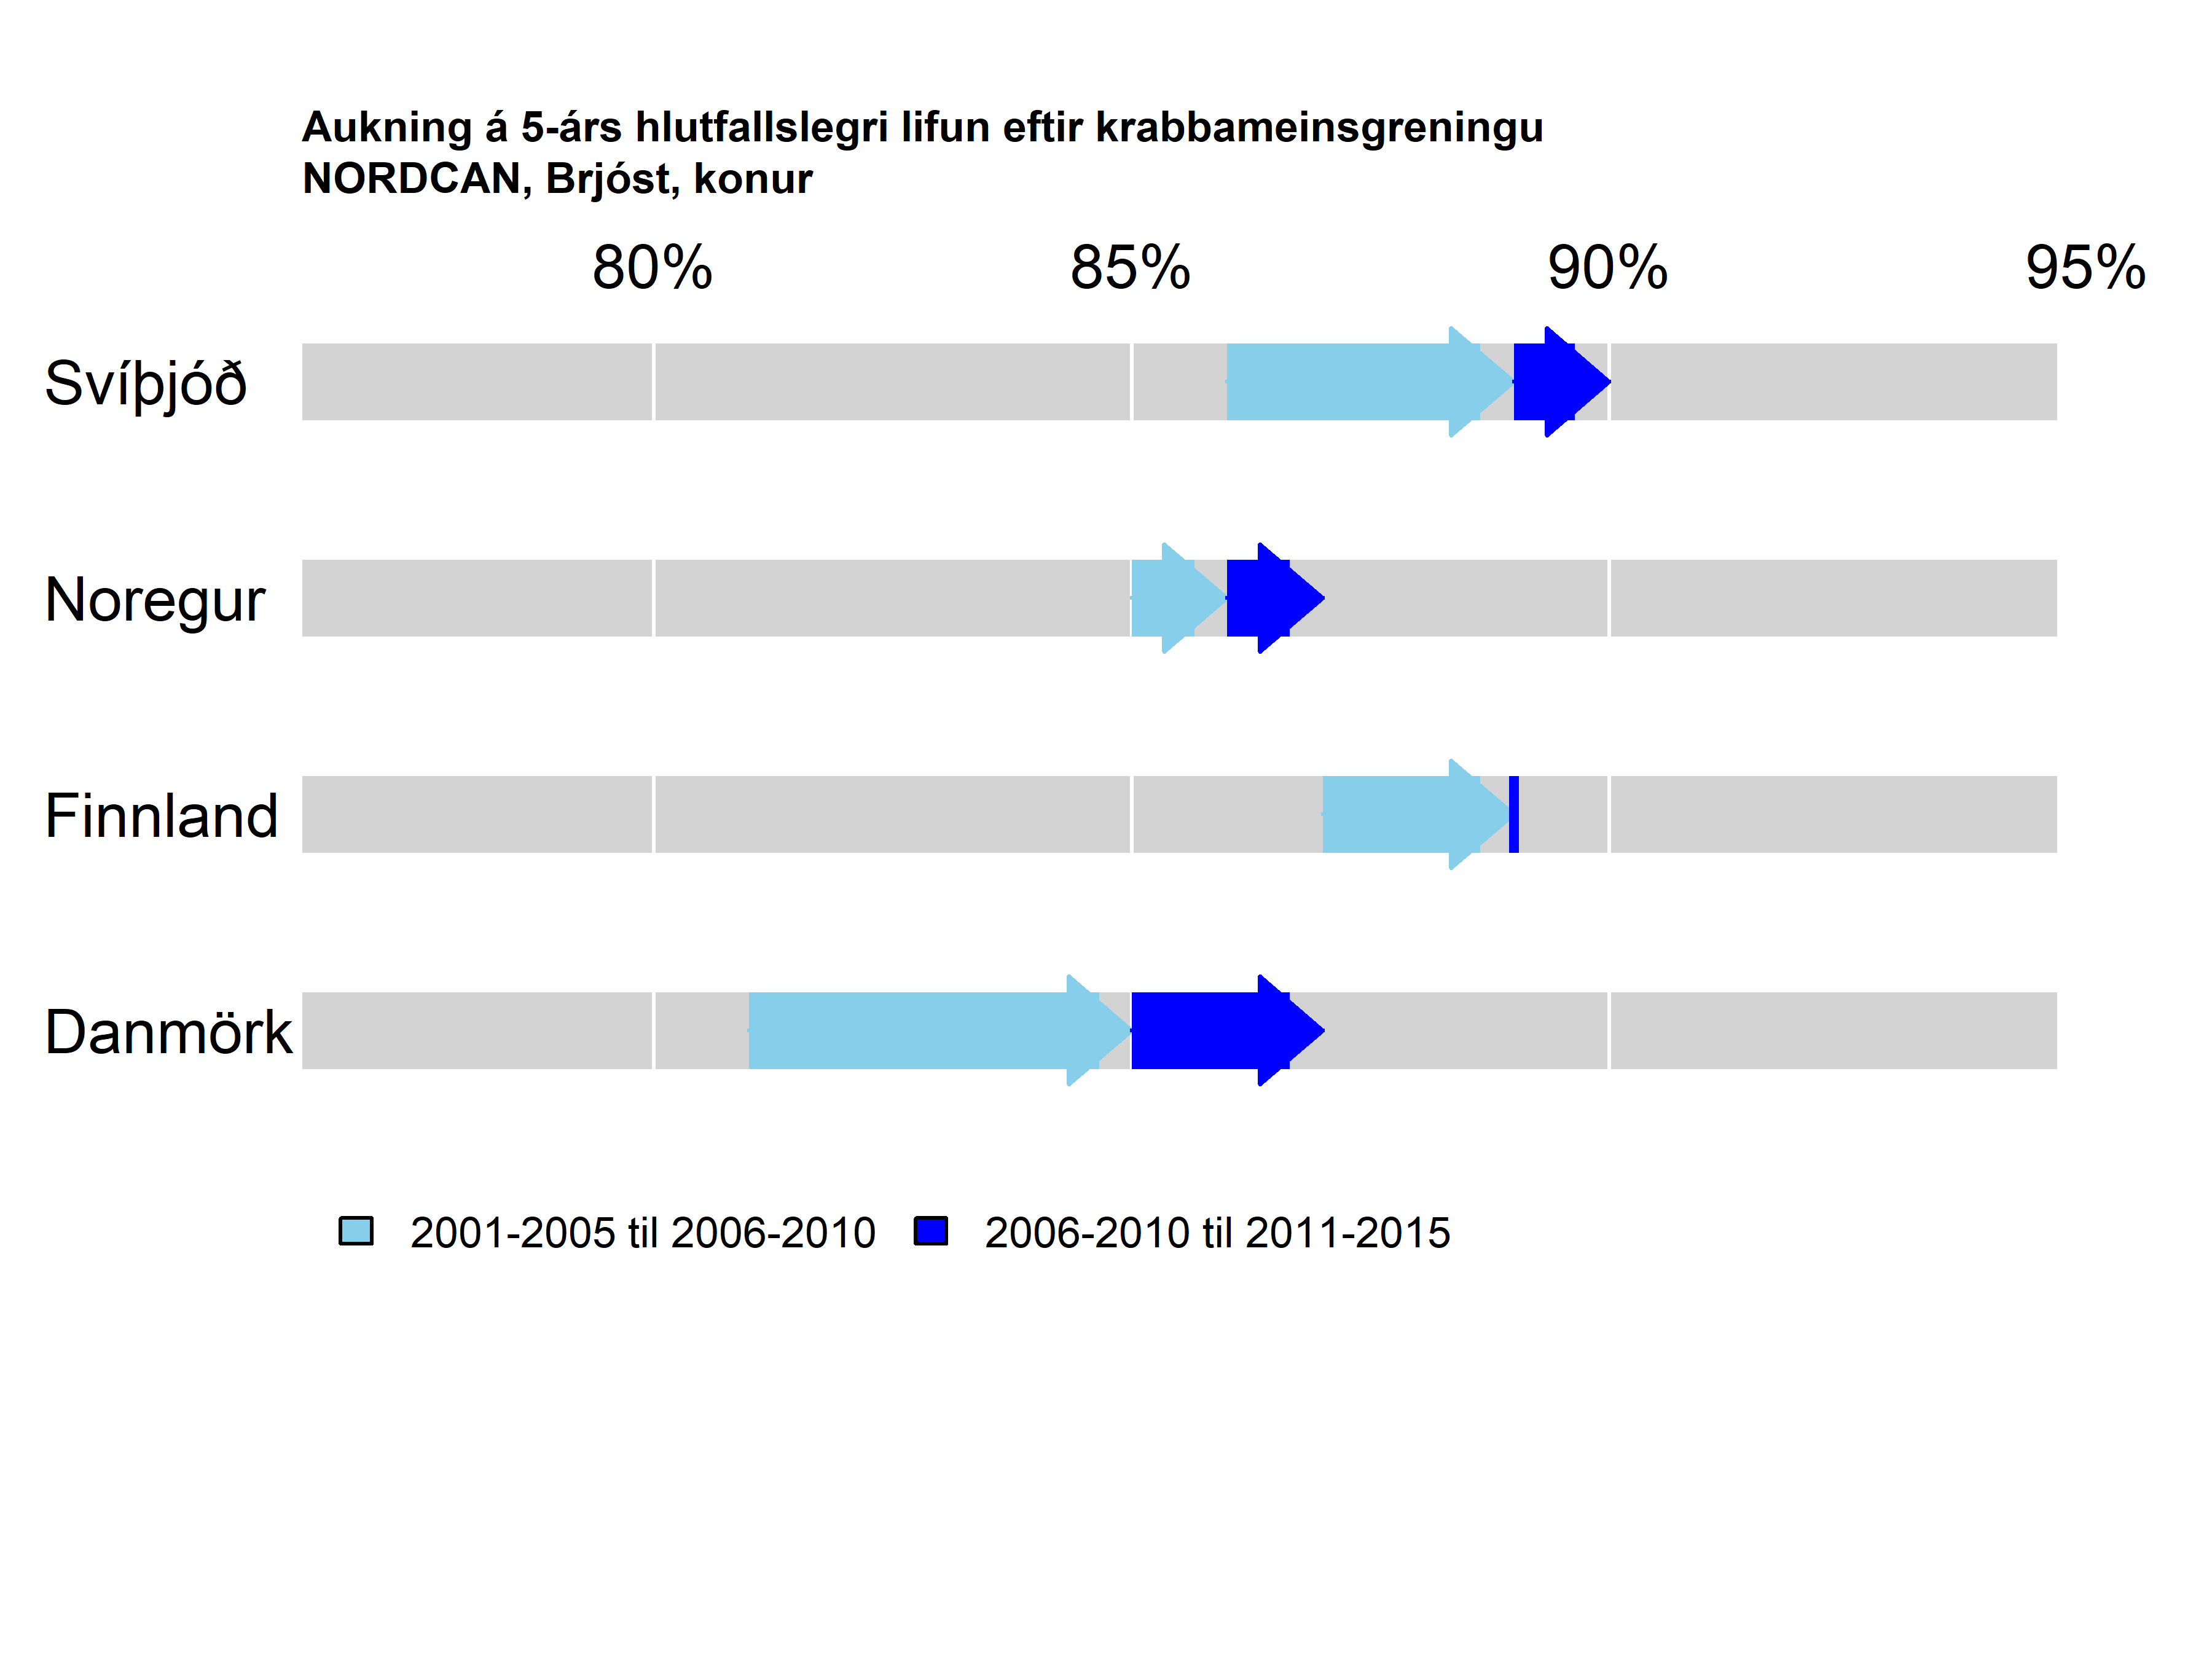 Aukning á 5-árs hlutfallslegri lifun eftir krabbameinsgreningu
NORDCAN, Brjóst, konur
80% 85% 90% 95%
Svíþjóð
Noregur
Finnland
Danmörk
2001-2005 til 2006-2010 2006-2010 til 2011-2015